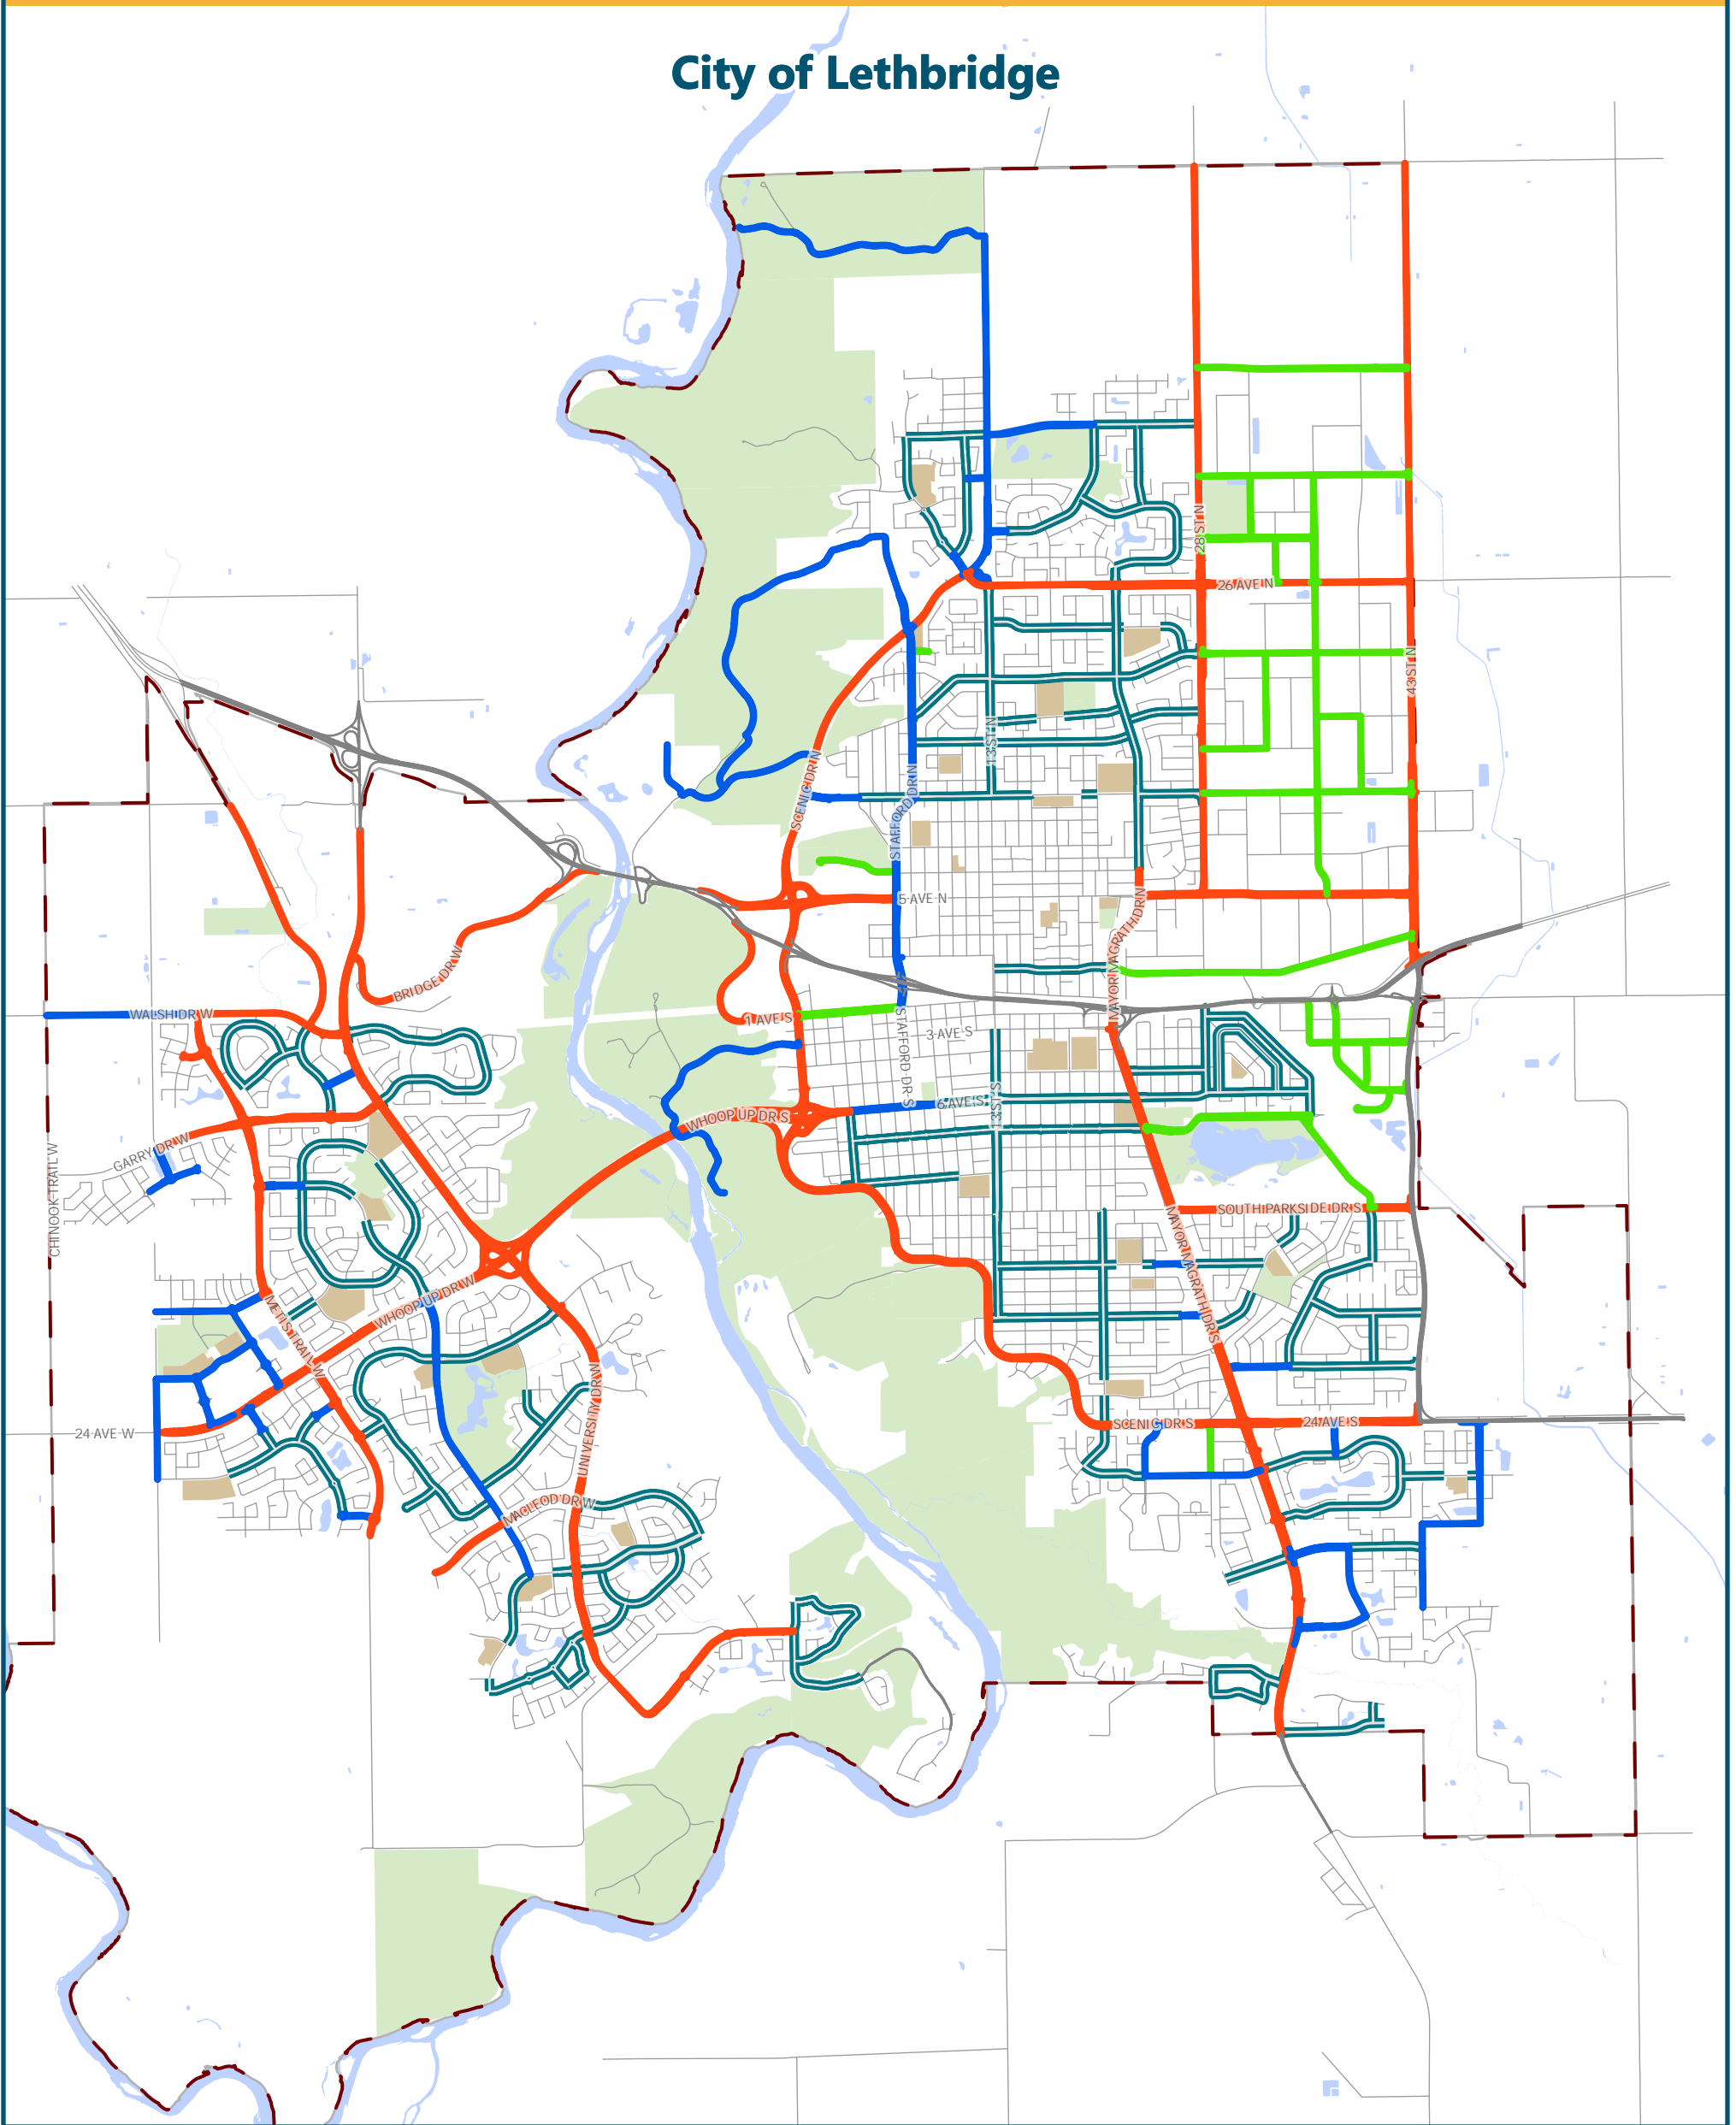 City of Lethbridge
28 ST N
26 AVE N
43 ST N
13 ST N
SCENIC DR N
STAFFORD DR N
5 AVE N
MAYOR MAGRATH DR N
BRIDGE DR W
WALSH DR W
1 AVE S
3 AVE S
STAFFORD DR S
6 AVE S
13 ST S
WHOOP UP DR S
GARRY DR W
CHINOOK TRAIL W
SOUTH PARKSIDE DR S
MAYOR MAGRATH DR S
METIS TRAIL W
WHOOP UP DR W
UNIVERSITY DR W
24 AVE W
SCENIC DR S
24 AVE S
MACLEOD DR W